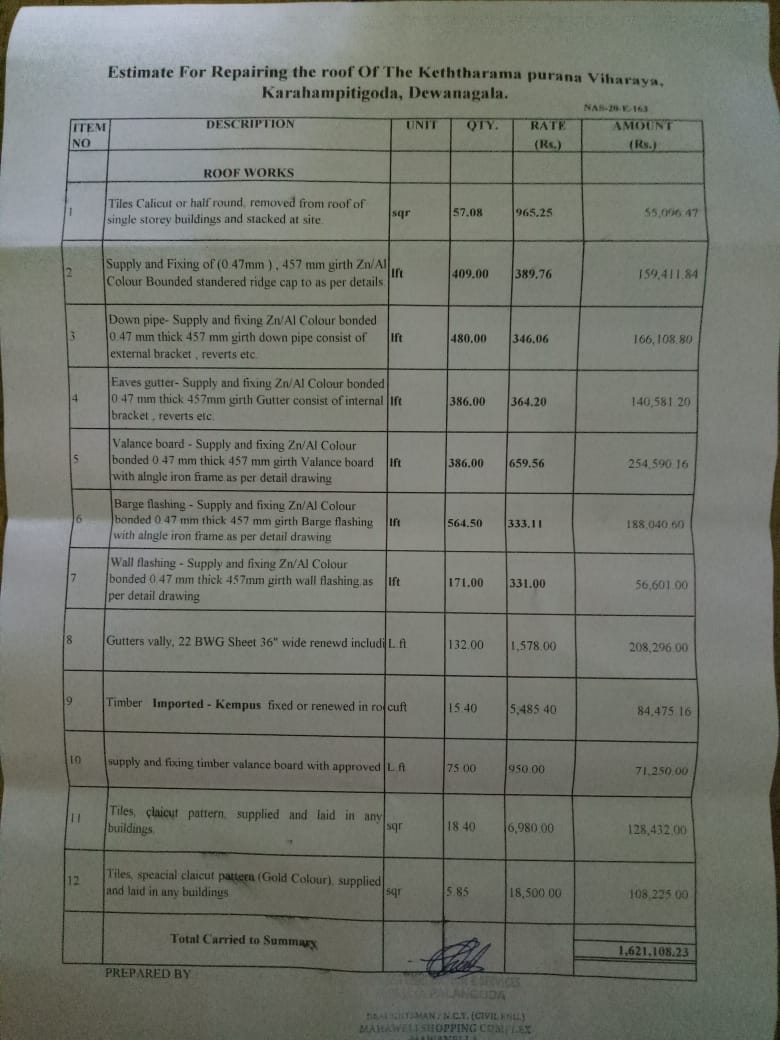 Estimate For Repairing the roof Of The Keththarama purana Viharaya,
Karahampitigoda, Dewanagala.
NAS-20-E-163
ITEM NO DESCRIPTION UNIT QTY. RATE (Rs.) AMOUNT (Rs.)
ROOF WORKS
1 Tiles Calicut or half round, removed from roof of
single storey buildings and stacked at site. sqr 57.08 965.25 55,096.47
2 Supply and Fixing of (0.47mm ) , 457 mm girth Zn/Al
Colour Bounded standered ridge cap to as per details. lft 409.00 389.76 159,411.84
3 Down pipe- Supply and fixing Zn/Al Colour bonded
0.47 mm thick 457 mm girth down pipe consist of
external bracket , reverts etc. lft 480.00 346.06 166,108.80
4 Eaves gutter- Supply and fixing Zn/Al Colour bonded
0.47 mm thick 457mm girth Gutter consist of internal
bracket , reverts etc. lft 386.00 364.20 140,581.20
5 Valance board - Supply and fixing Zn/Al Colour
bonded 0.47 mm thick 457 mm girth Valance board
with alngle iron frame as per detail drawing lft 386.00 659.56 254,590.16
6 Barge flashing - Supply and fixing Zn/Al Colour
bonded 0.47 mm thick 457 mm girth Barge flashing
with alngle iron frame.as per detail drawing lft 564.50 333.11 188,040.60
7 Wall flashing - Supply and fixing Zn/Al Colour
bonded 0.47 mm thick 457mm girth wall flashing.as
per detail drawing lft 171.00 331.00 56,601.00
8 Gutters vally, 22 BWG Sheet 36" wide renewd includi L.ft 132.00 1,578.00 208,296.00
9 Timber Imported - Kempus fixed or renewed in ro cuft 15.40 5,485.40 84,475.16
10 supply and fixing timber valance board with approved L.ft 75.00 950.00 71,250.00
11 Tiles, claicut pattern, supplied and laid in any
buildings. sqr 18.40 6,980.00 128,432.00
12 Tiles, speacial claicut pattern (Gold Colour), supplied
and laid in any buildings. sqr 5.85 18,500.00 108,225.00
Total Carried to Summary 1,621,108.23
PREPARED BY
DRAUGHTSMAN / N.C.T. (CIVIL ENG.)
MAHAWELI SHOPPING COMPLEX
MAWANELLA